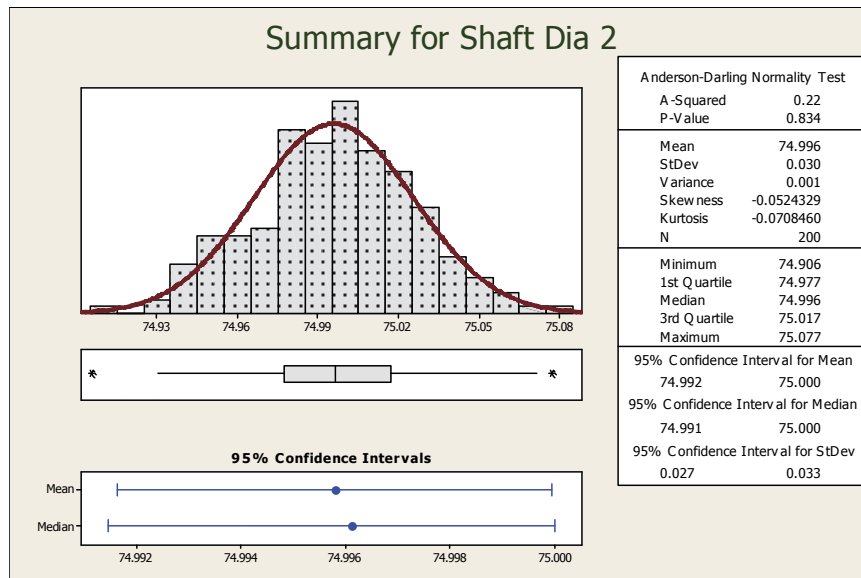 Summary for Shaft Dia 2
74.93 74.96 74.99 75.02 75.05 75.08
95% Confidence Intervals
Mean
Median
74.992 74.994 74.996 74.998 75.000
Anderson-Darling Normality Test
A-Squared 0.22
P-Value 0.834
Mean 74.996
StDev 0.030
Variance 0.001
Skewness -0.0524329
Kurtosis -0.0708460
N 200
Minimum 74.906
1st Quartile 74.977
Median 74.996
3rd Quartile 75.017
Maximum 75.077
95% Confidence Interval for Mean
74.992 75.000
95% Confidence Interval for Median
74.991 75.000
95% Confidence Interval for StDev
0.027 0.033